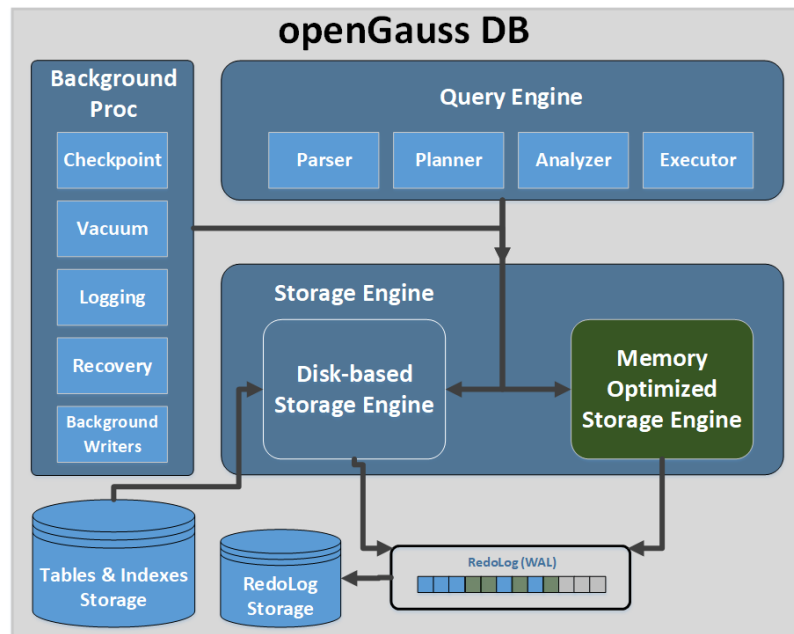 openGauss DB
Background
Proc
Checkpoint
Vacuum
Logging
Recovery
Background
Writers
Query Engine
Parser
Planner
Analyzer
Executor
Storage Engine
Disk-based
Storage Engine
Memory
Optimized
Storage Engine
Tables & Indexes
Storage
RedoLog
Storage
RedoLog (WAL)